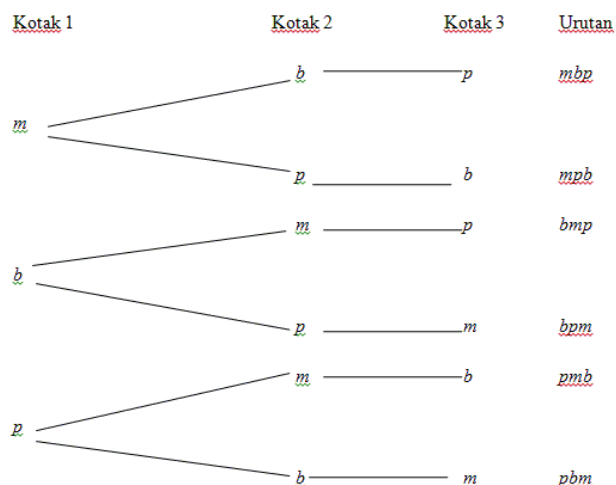 Kotak 1 Kotak 2 Kotak 3 Urutan
b p mbp
m
p b mpb
m p bmp
b
p m bpm
m b pmb
p
b m pbm